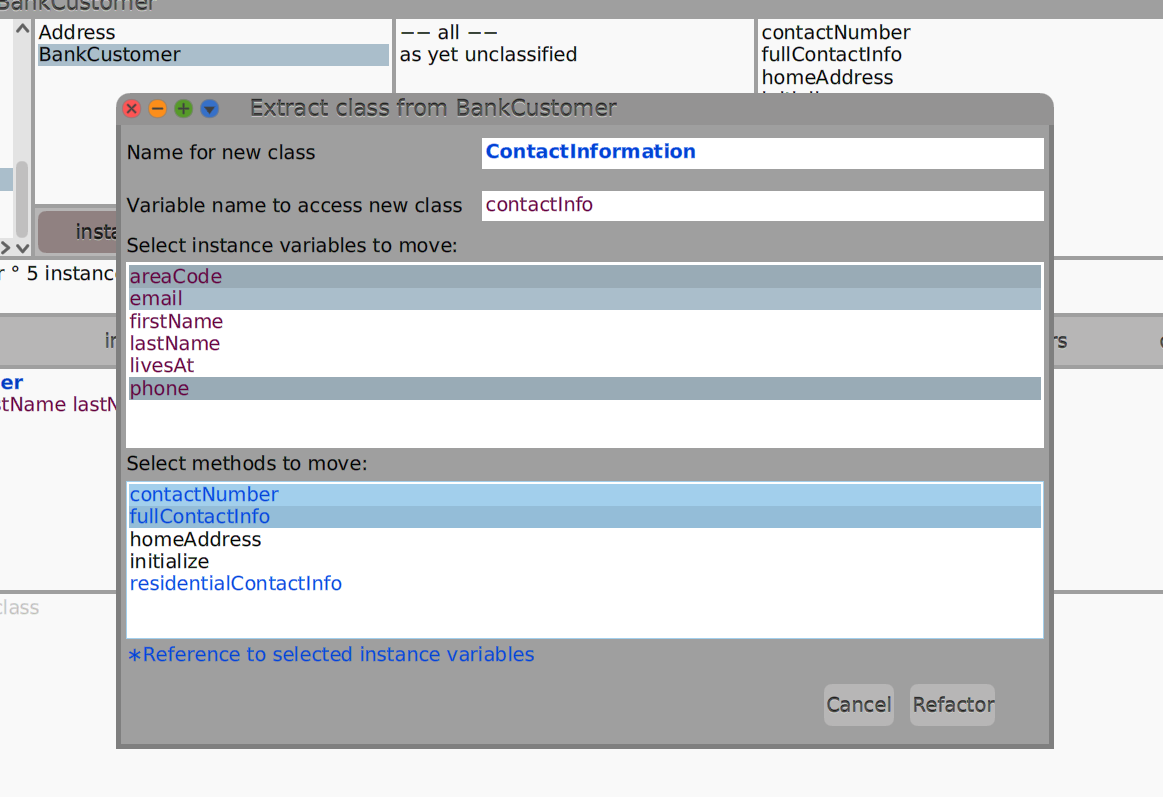 BankCustomer
Address
BankCustomer
−− all −−
as yet unclassified
contactNumber
fullContactInfo
homeAddress
Extract class from BankCustomer
Name for new class
ContactInformation
Variable name to access new class
contactInfo
Select instance variables to move:
areaCode
email
firstName
lastName
livesAt
phone
Select methods to move:
contactNumber
fullContactInfo
homeAddress
initialize
residentialContactInfo
∗Reference to selected instance variables
Cancel
Refactor
insta
r ° 5 instanc
er
stName lastN
class